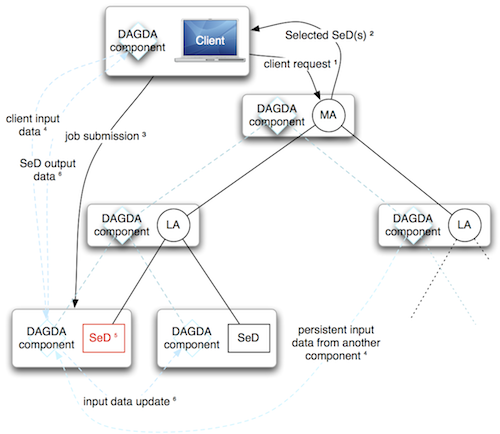 DAGDA
component
Client
Selected SeD(s) ²
client request ¹
DAGDA
component
MA
client input
data ⁴
job submission ³
SeD output
data ⁶
DAGDA
component
LA
DAGDA
component
LA
DAGDA
component
SeD ⁵
DAGDA
component
SeD
persistent input
data from another
component ⁴
input data update ⁶